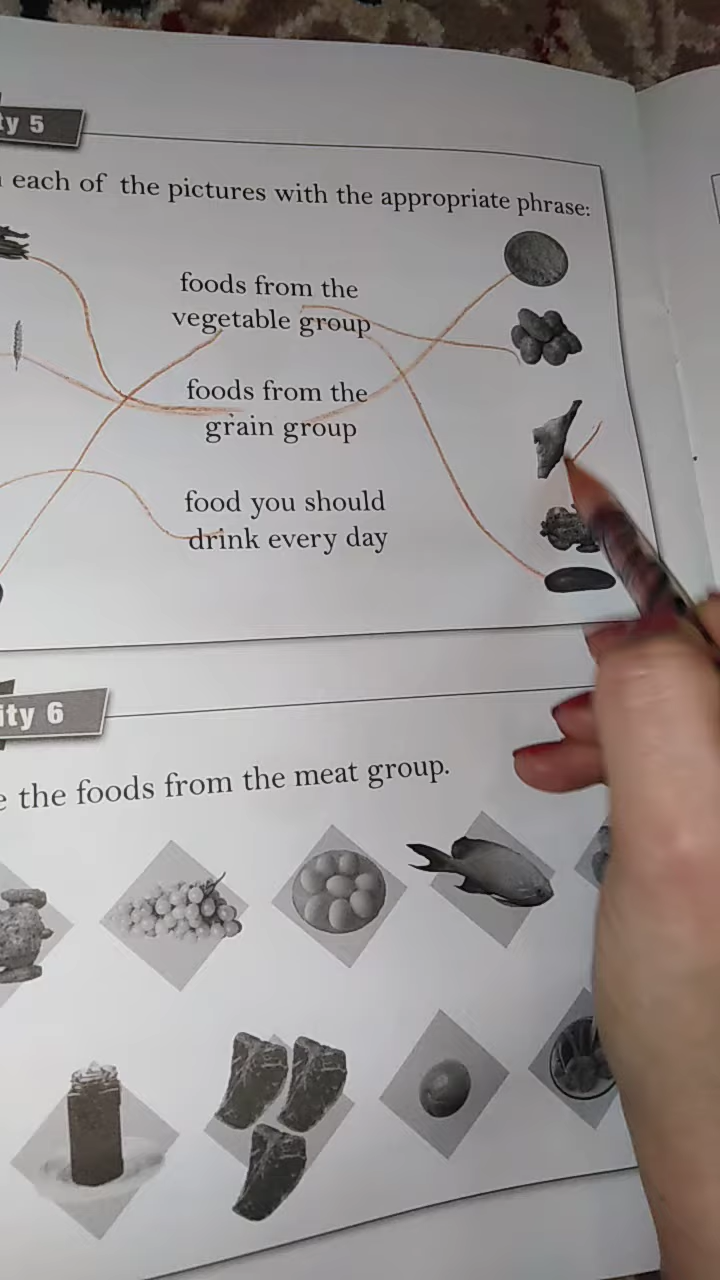 ty 5
each of the pictures with the appropriate phrase:
foods from the
vegetable group
foods from the
grain group
food you should
drink every day
ity 6
e the foods from the meat group.